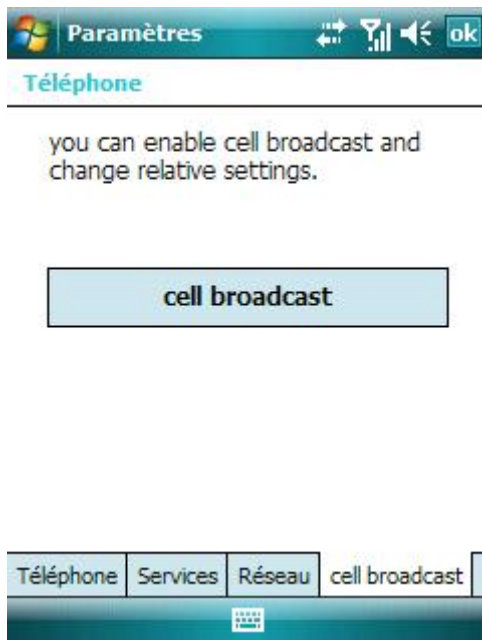 Paramètres
ok
Téléphone
you can enable cell broadcast and
change relative settings.
cell broadcast
Téléphone Services Réseau cell broadcast